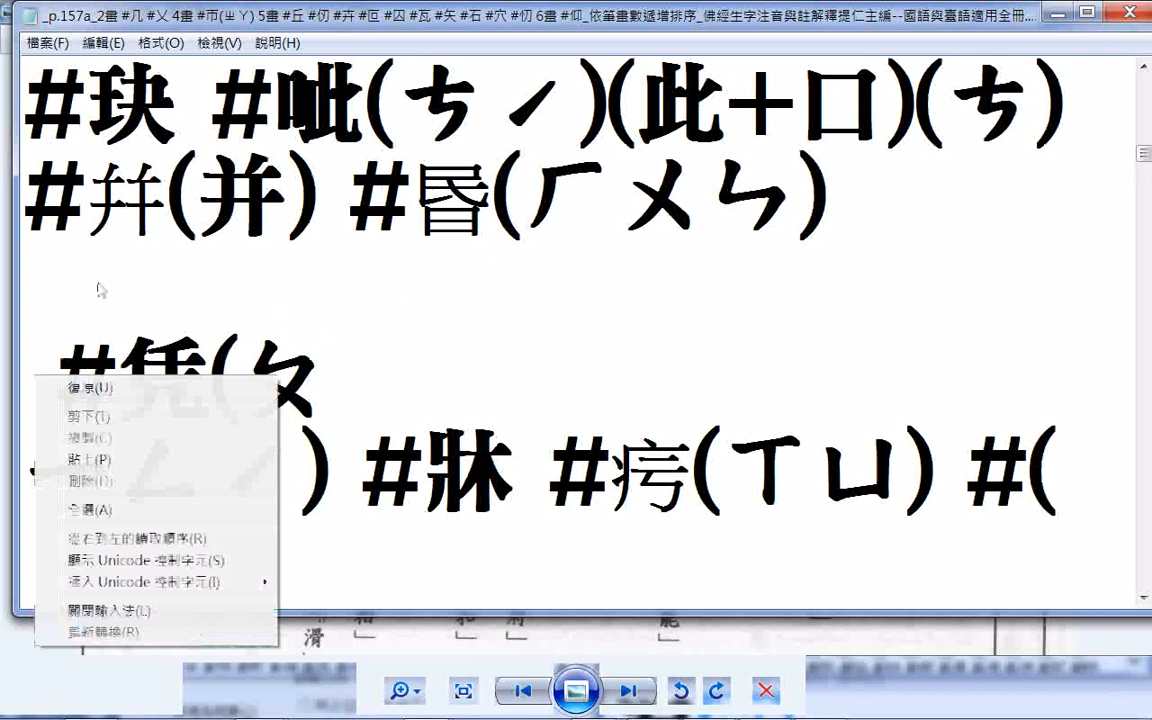 _p.157a_2畫 #几 #乂 4畫 #帀(ㄓㄚ) 5畫 #丘 #仞 #卉 #叵 #囚 #瓦 #矢 #石 #穴 #忉 6畫 #仰_依筆畫數遞增排序_佛經生字注音與註解釋提仁主編--國語與臺語適用全冊....
檔案(F) 編輯(E) 格式(O) 檢視(V) 說明(H)
#玦 #呲(ㄘˊ)(此+口)(ㄘ)
#幷(并) #昬(ㄏㄨㄣ)
#恁(ㄆ
ㄥˊ) #牀 #疞(ㄒㄩ) #(
復原(U)
剪下(T)
複製(C)
貼上(P)
刪除(D)
全選(A)
從右到左的讀取順序(R)
顯示 Unicode 控制字元(S)
插入 Unicode 控制字元(I)
關閉輸入法(L)
重新轉換(R)
滑
能